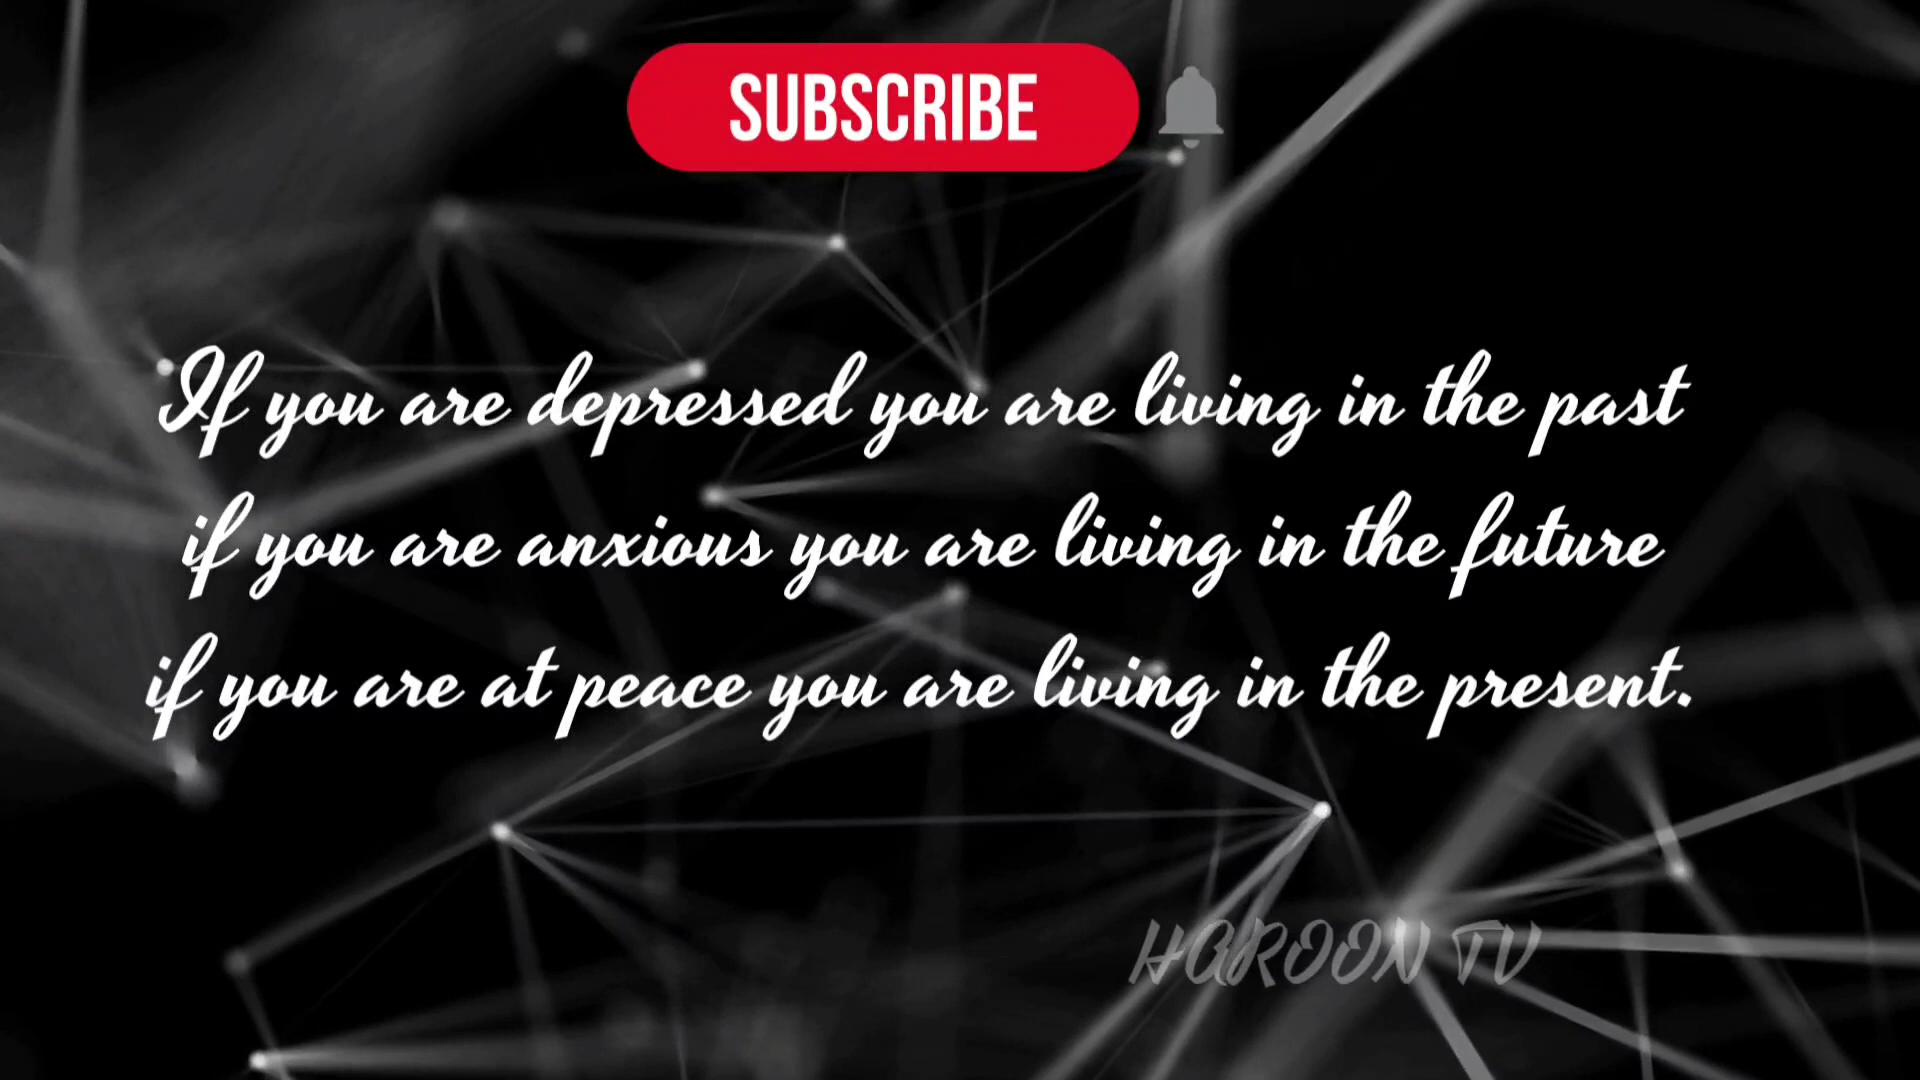 SUBSCRIBE
If you are depressed you are living in the past
if you are anxious you are living in the future
if you are at peace you are living in the present.
HAROON TV